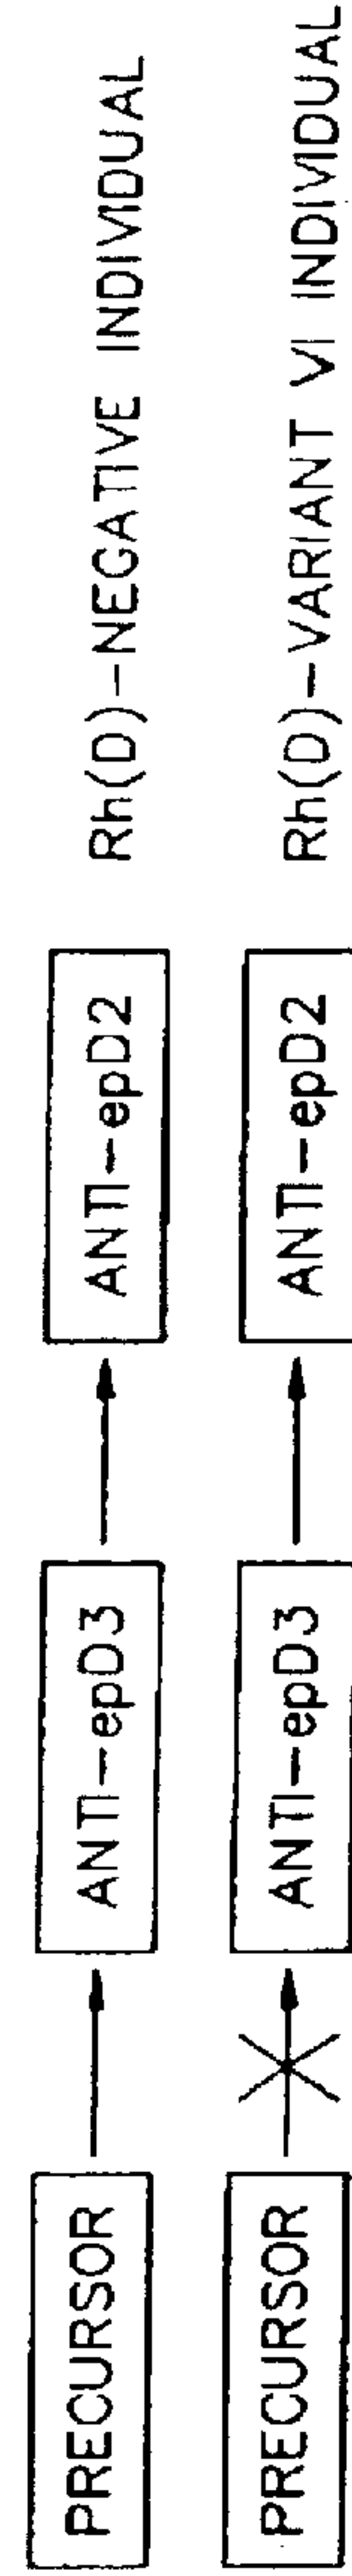 PRECURSOR ANTI-epD3 ANTI-epD2 Rh(D)-NEGATIVE INDIVIDUAL
PRECURSOR ANTI-epD3 ANTI-epD2 Rh(D)-VARIANT VI INDIVIDUAL